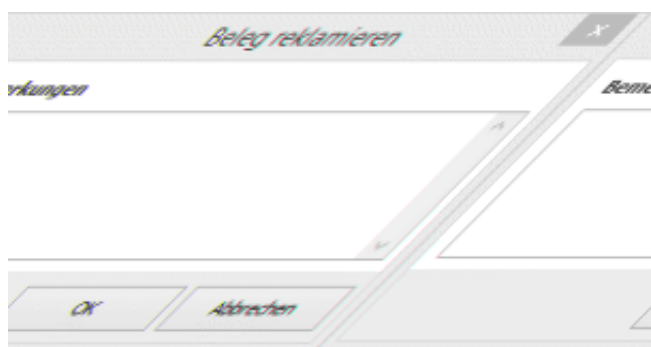 Beleg reklamieren
x
rkungen
Beme
OK
Abbrechen